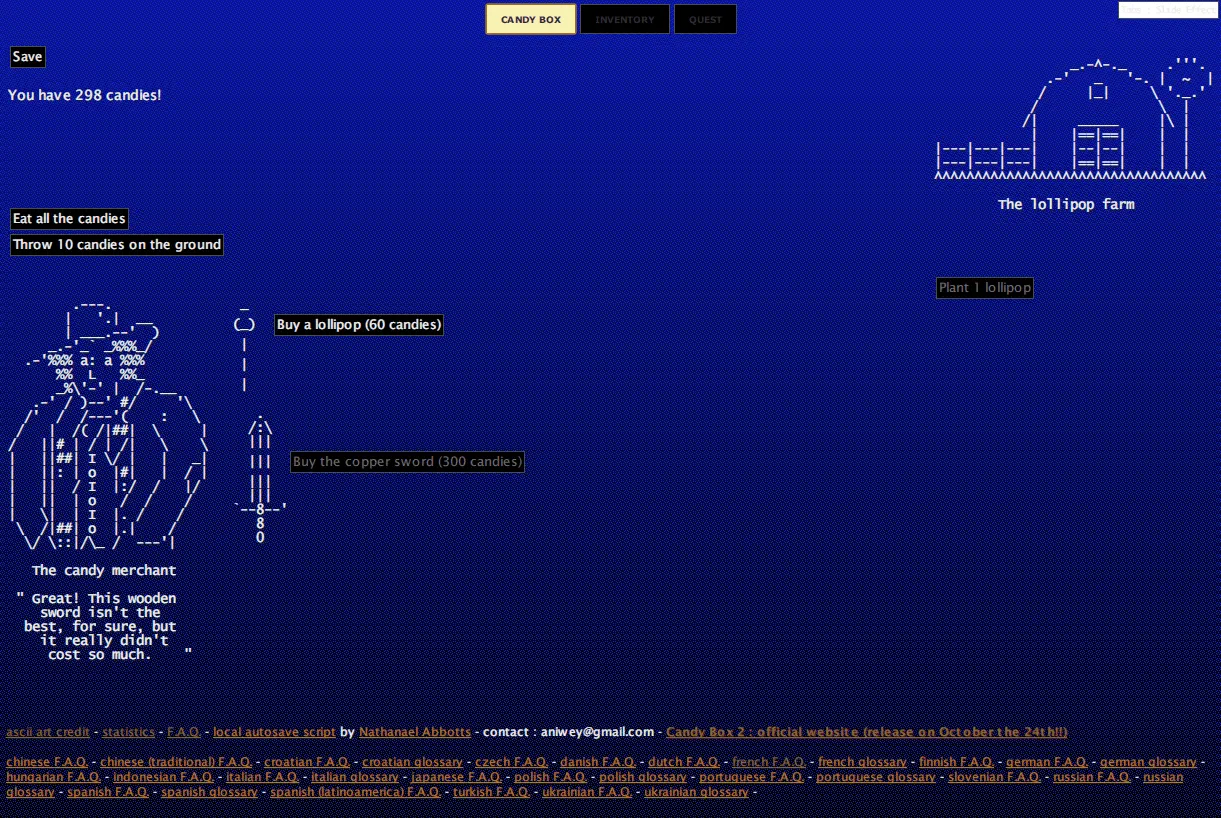 CANDY BOX INVENTORY QUEST
Save
You have 298 candies!
The lollipop farm
Eat all the candies
Throw 10 candies on the ground
Plant 1 lollipop
Buy a lollipop (60 candies)
Buy the copper sword (300 candies)
The candy merchant
" Great! This wooden
sword isn't the
best, for sure, but
it really didn't
cost so much. "
ascii art credit - statistics - F.A.Q. - local autosave script by Nathanael Abbotts - contact : aniwey@gmail.com - Candy Box 2 : official website (release on October the 24th!!)
chinese F.A.Q. - chinese (traditional) F.A.Q. - croatian F.A.Q. - croatian glossary - czech F.A.Q. - danish F.A.Q. - dutch F.A.Q. - french F.A.Q. - french glossary - finnish F.A.Q. - german F.A.Q. - german glossary -
hungarian F.A.Q. - indonesian F.A.Q. - italian F.A.Q. - italian glossary - japanese F.A.Q. - polish F.A.Q. - polish glossary - portuguese F.A.Q. - portuguese glossary - slovenian F.A.Q. - russian F.A.Q. - russian
glossary - spanish F.A.Q. - spanish glossary - spanish (latinoamerica) F.A.Q. - turkish F.A.Q. - ukrainian F.A.Q. - ukrainian glossary -